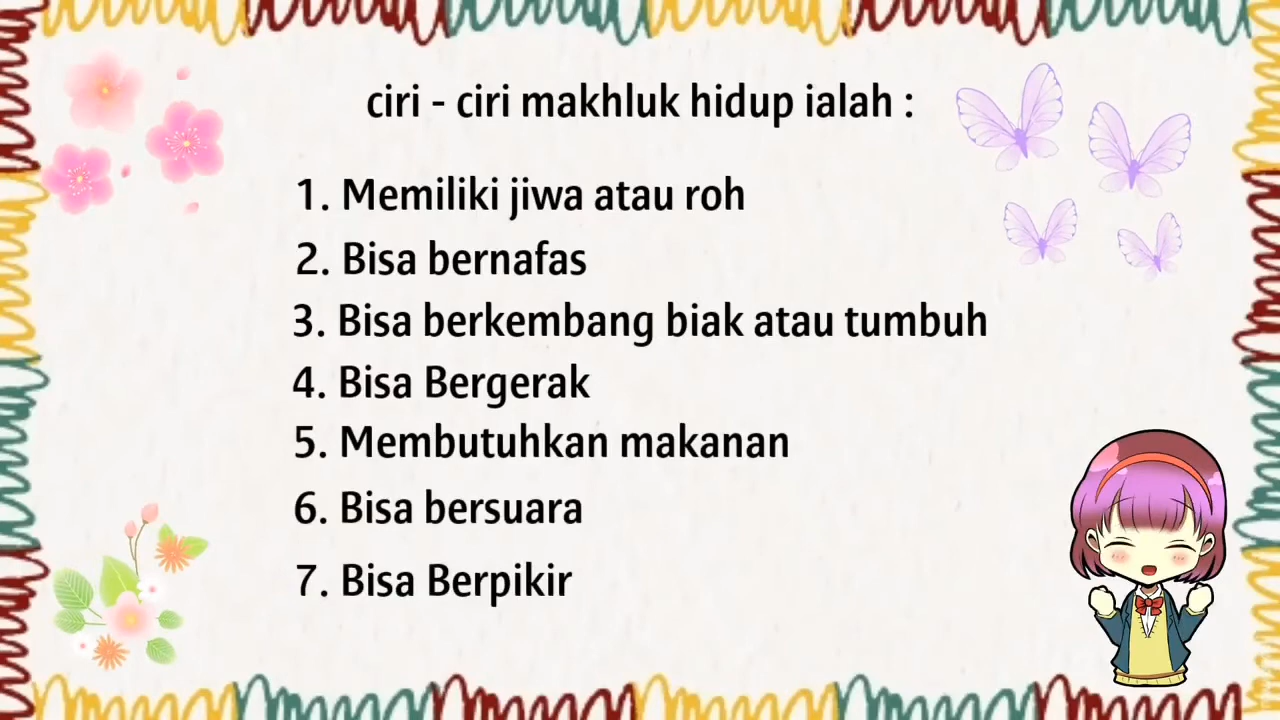 ciri - ciri makhluk hidup ialah :
1. Memiliki jiwa atau roh
2. Bisa bernafas
3. Bisa berkembang biak atau tumbuh
4. Bisa Bergerak
5. Membutuhkan makanan
6. Bisa bersuara
7. Bisa Berpikir